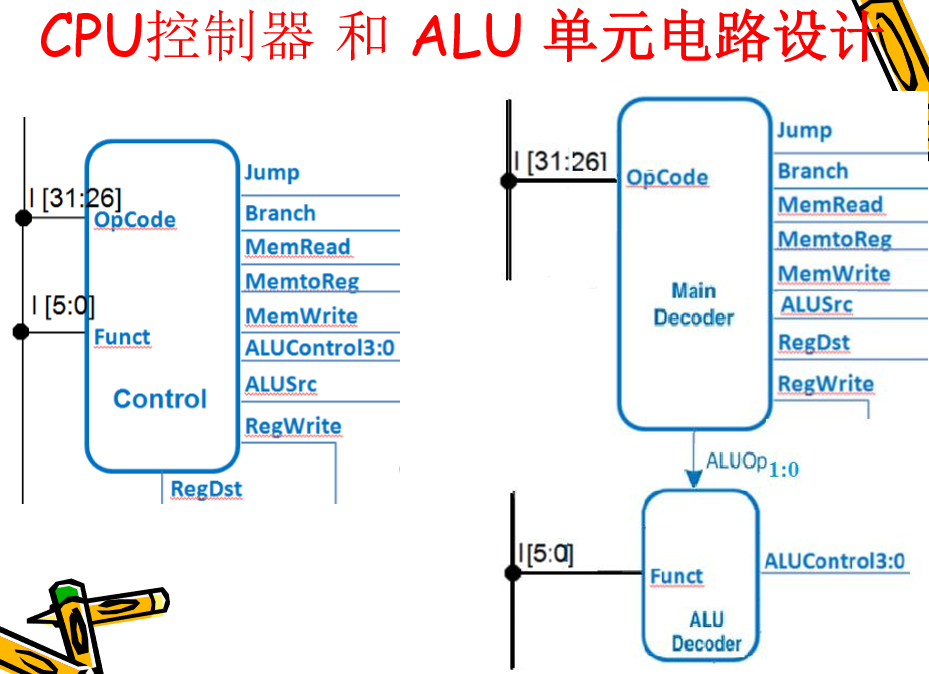 CPU控制器 和 ALU 单元电路设计
I [31:26]
OpCode
I [5:0]
Funct
Control
Jump
Branch
MemRead
MemtoReg
MemWrite
ALUControl3:0
ALUSrc
RegWrite
RegDst
I [31:26]
OpCode
Main
Decoder
Jump
Branch
MemRead
MemtoReg
MemWrite
ALUSrc
RegDst
RegWrite
ALUOp1:0
I[5:0]
Funct
ALU
Decoder
ALUControl3:0